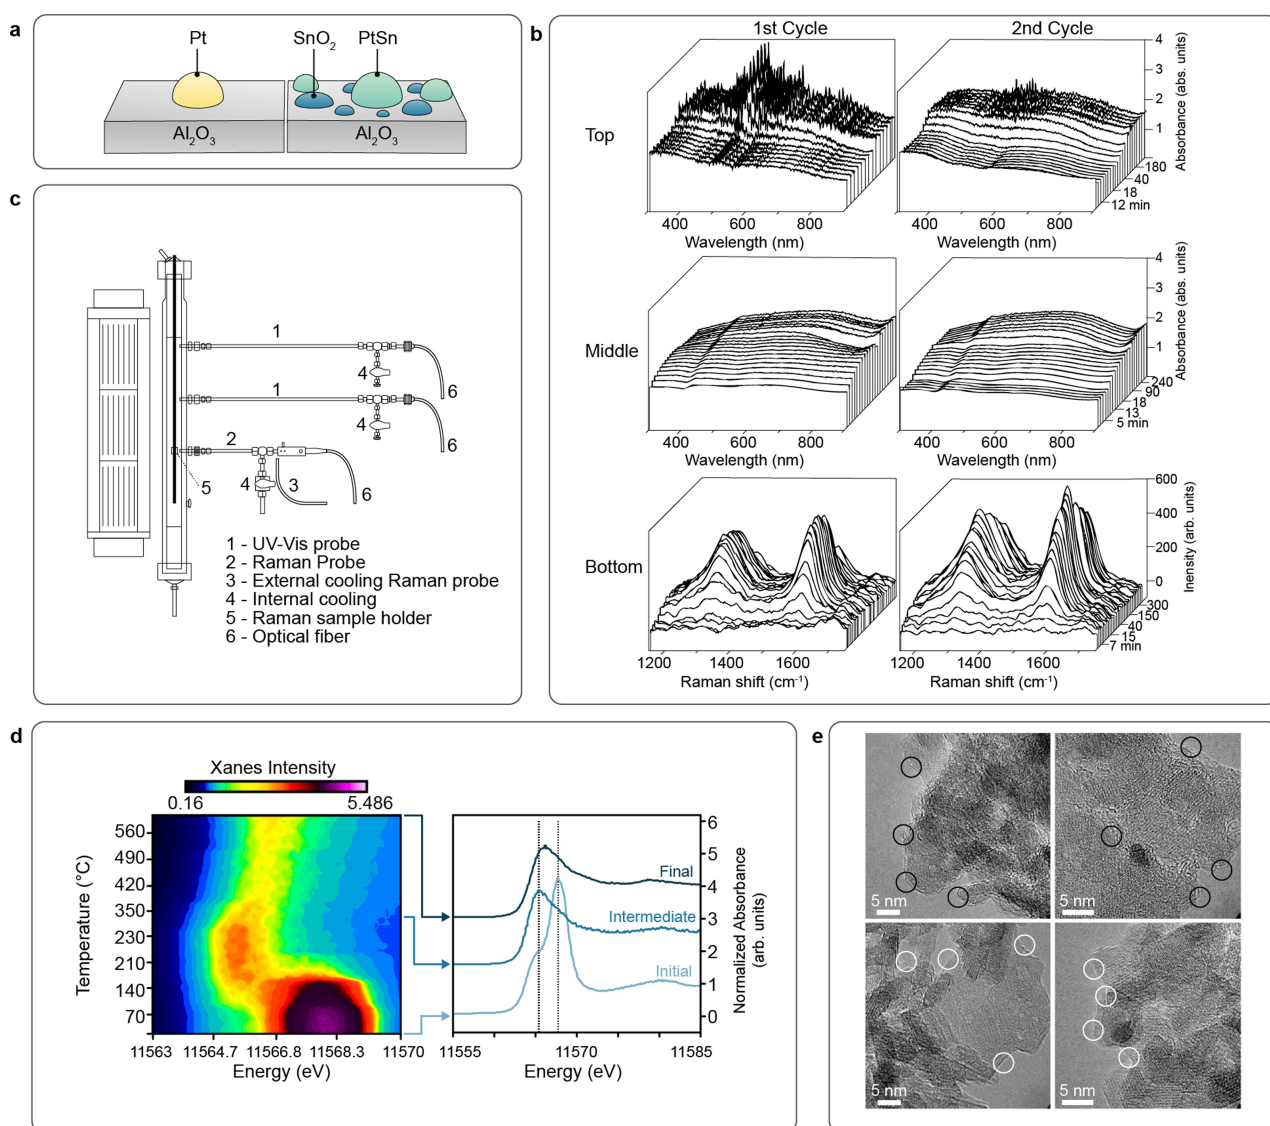 a
Pt
SnO2
PtSn
Al2O3
Al2O3
b
1st Cycle
2nd Cycle
Top
400
600
800
Wavelength (nm)
400
600
800
Wavelength (nm)
4
3
2
1
Absorbance (abs. units)
180
40
18
12 min
Middle
400
600
800
Wavelength (nm)
400
600
800
Wavelength (nm)
4
3
2
1
Absorbance (abs. units)
240
90
18
13
5 min
Bottom
1200
1400
1600
Raman shift (cm-1)
1200
1400
1600
Raman shift (cm-1)
600
400
200
0
Inensity (arb. units)
300
150
40
15
7 min
c
1
4
6
1
4
6
2
4
3
6
5
1 - UV-Vis probe
2 - Raman Probe
3 - External cooling Raman probe
4 - Internal cooling
5 - Raman sample holder
6 - Optical fiber
d
Xanes Intensity
0.16
5.486
Temperature (°C)
560
490
420
350
230
210
140
70
11563
11564.7
11566.8
11568.3
11570
Energy (eV)
Final
Intermediate
Initial
6
5
4
3
2
1
0
Normalized Absorbance
(arb. units)
11555
11570
11585
Energy (eV)
e
5 nm
5 nm
5 nm
5 nm